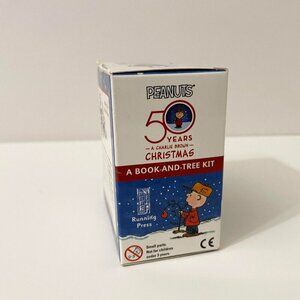 PEANUTS
50
YEARS
A CHARLIE BROWN
CHRISTMAS
A BOOK-AND-TREE KIT
Running
Press
Small parts.
Not for children
under 3 years.
CE